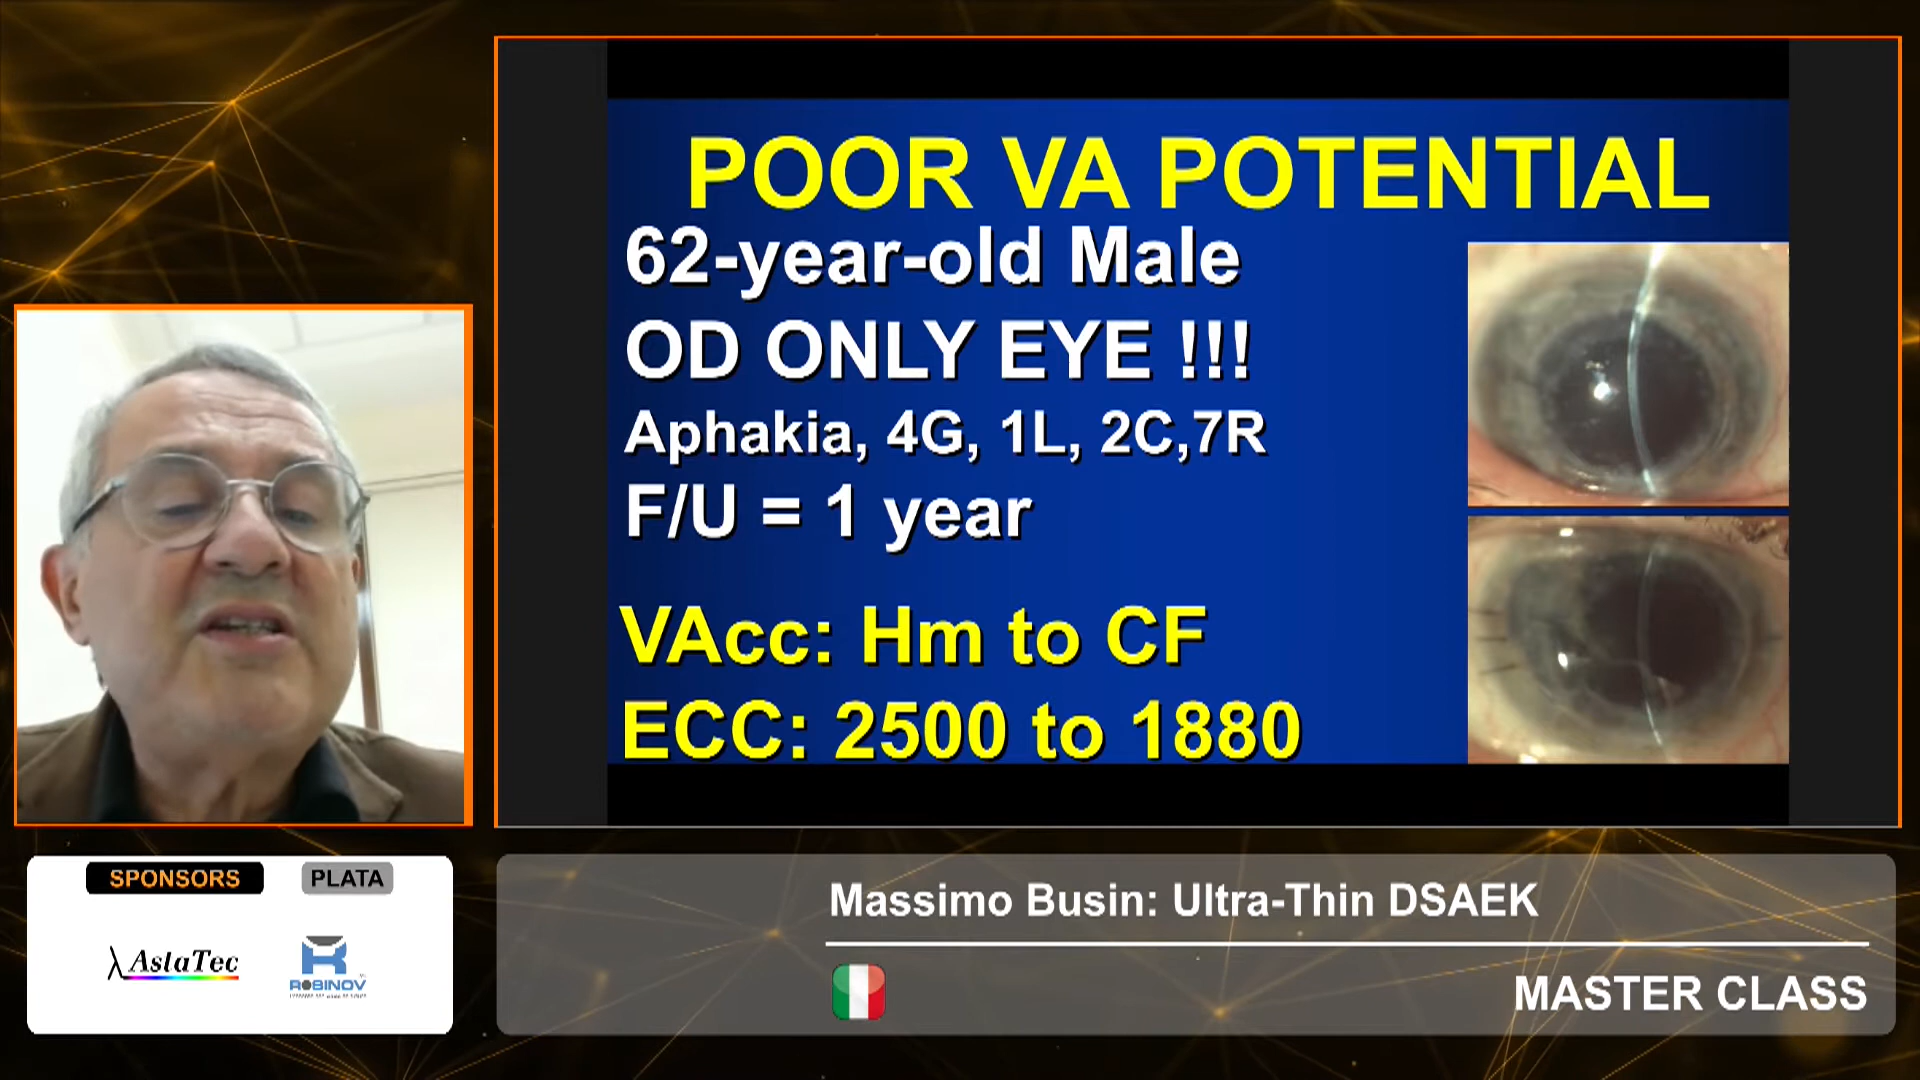 POOR VA POTENTIAL
62-year-old Male
OD ONLY EYE !!!
Aphakia, 4G, 1L, 2C,7R
F/U = 1 year
VAcc: Hm to CF
ECC: 2500 to 1880
SPONSORS
PLATA
λAslaTec
ROBINOV
Massimo Busin: Ultra-Thin DSAEK
MASTER CLASS